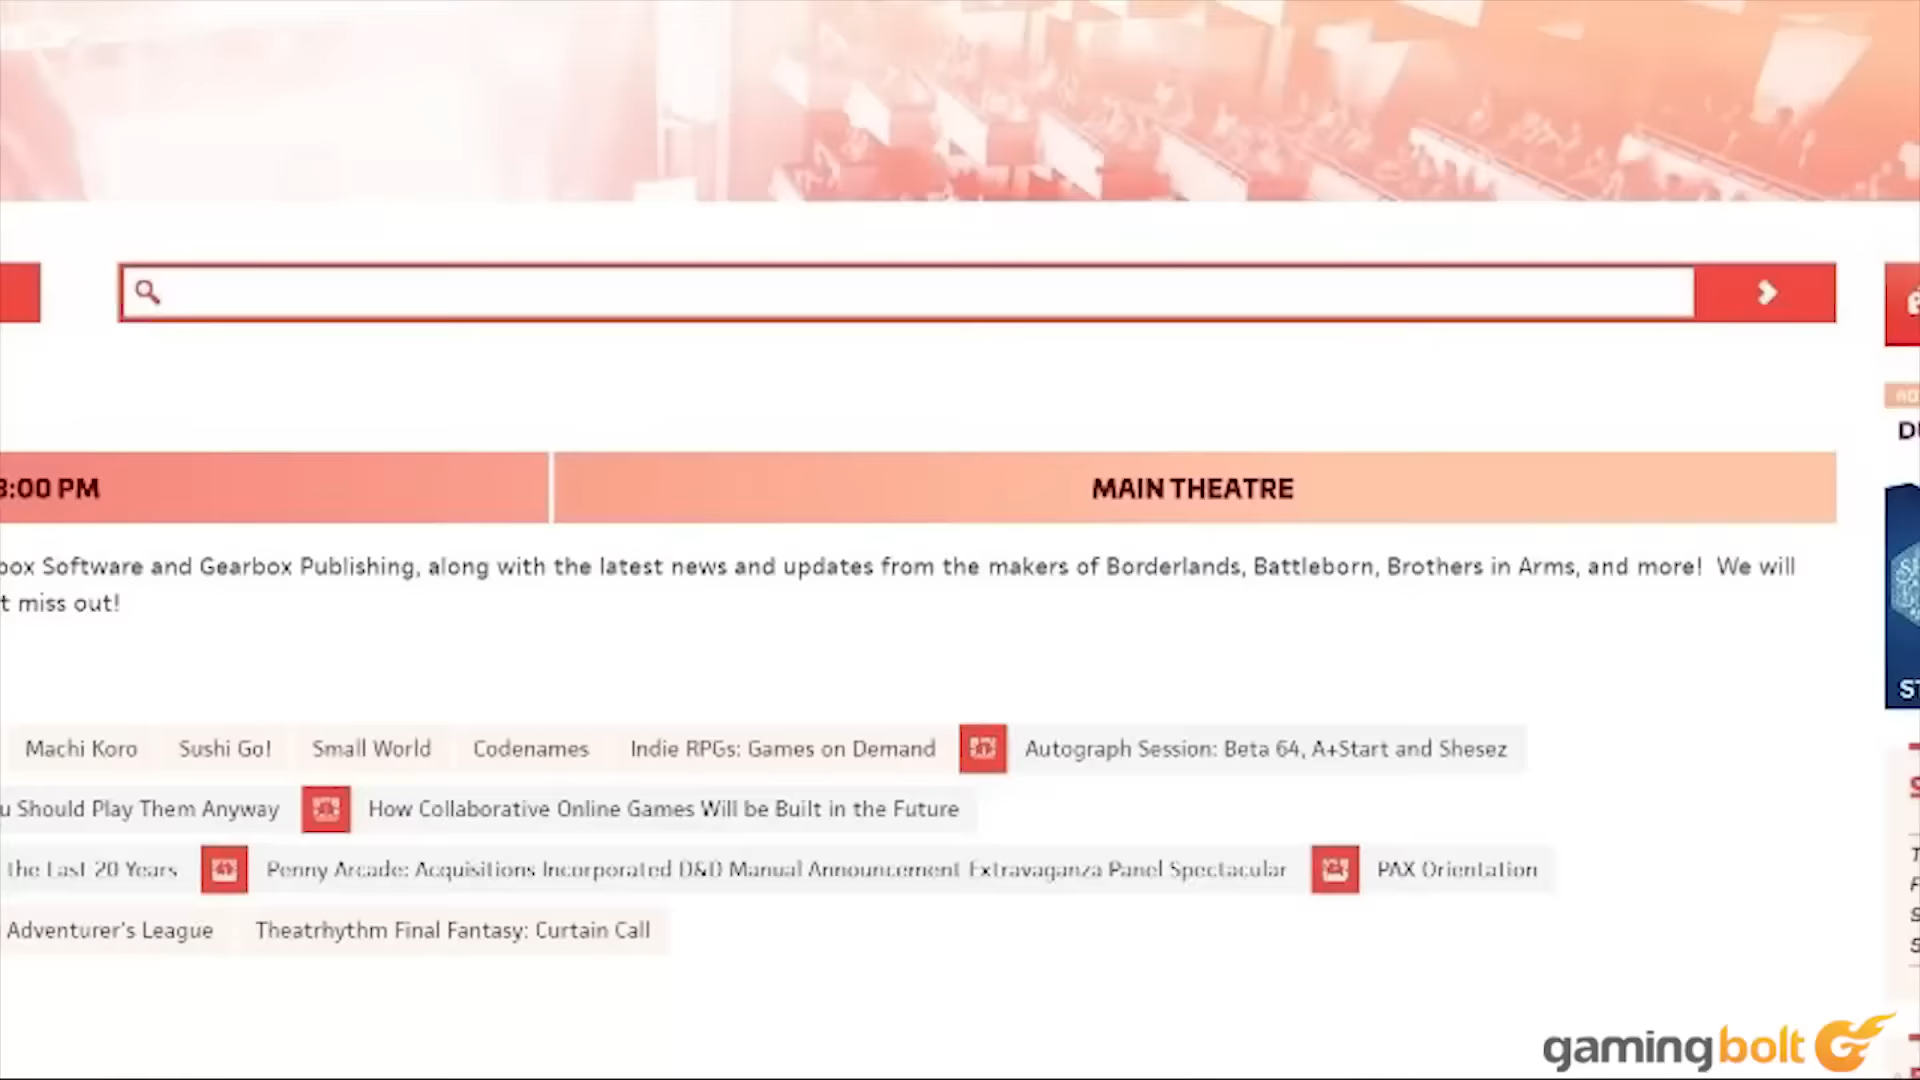 :00 PM
MAIN THEATRE
box Software and Gearbox Publishing, along with the latest news and updates from the makers of Borderlands, Battleborn, Brothers in Arms, and more! We will
t miss out!
Machi Koro
Sushi Go!
Small World
Codenames
Indie RPGs: Games on Demand
Autograph Session: Beta 64, A+Start and Shesez
u Should Play Them Anyway
How Collaborative Online Games Will be Built in the Future
the Last 20 Years
Penny Arcade: Acquisitions Incorporated D&D Manual Announcement Extravaganza Panel Spectacular
PAX Orientation
Adventurer's League
Theatrhythm Final Fantasy: Curtain Call
gamingbolt